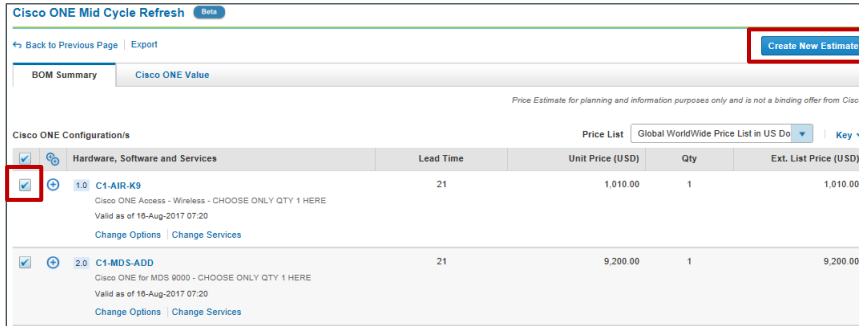 Cisco ONE Mid Cycle Refresh Beta
Back to Previous Page Export Create New Estimate
BOM Summary Cisco ONE Value
Price Estimate for planning and information purposes only and is not a binding offer from Cisco
Cisco ONE Configuration/s Price List Global WorldWide Price List in US Do Key
Hardware, Software and Services Lead Time Unit Price (USD) Qty Ext. List Price (USD)
1.0 C1-AIR-K9 21 1,010.00 1 1,010.00
Cisco ONE Access - Wireless - CHOOSE ONLY QTY 1 HERE
Valid as of 16-Aug-2017 07:20
Change Options Change Services
2.0 C1-MDS-ADD 21 9,200.00 1 9,200.00
Cisco ONE for MDS 9000 - CHOOSE ONLY QTY 1 HERE
Valid as of 16-Aug-2017 07:20
Change Options Change Services